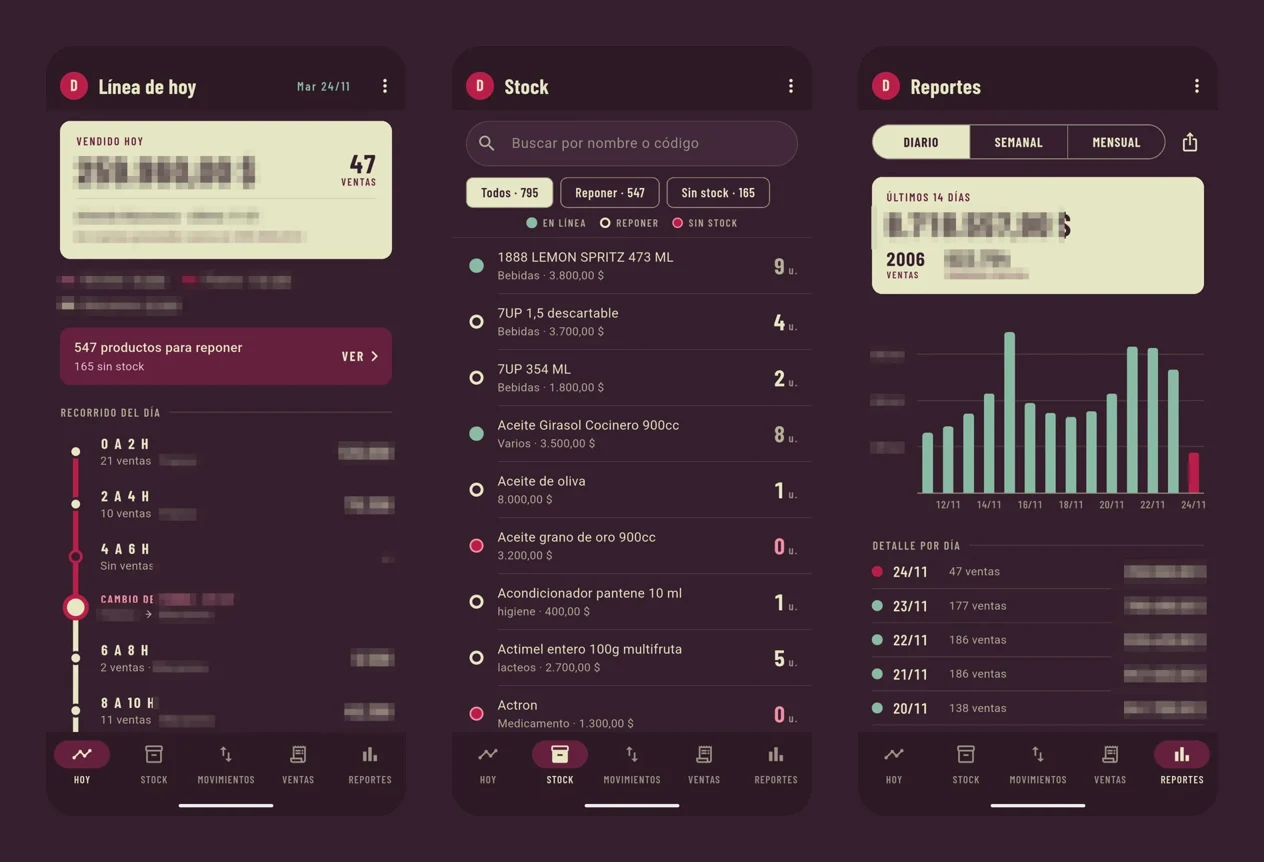 D Línea de hoy Mar 24/11
VENDIDO HOY
47
VENTAS
547 productos para reponer
165 sin stock
VER
RECORRIDO DEL DÍA
0 A 2 H
21 ventas
2 A 4 H
10 ventas
4 A 6 H
Sin ventas
CAMBIO DE
6 A 8 H
2 ventas ·
8 A 10 H
11 ventas
HOY STOCK MOVIMIENTOS VENTAS REPORTES
D Stock
Buscar por nombre o código
Todos · 795 Reponer · 547 Sin stock · 165
EN LÍNEA REPONER SIN STOCK
1888 LEMON SPRITZ 473 ML
Bebidas · 3.800,00 $
9 u.
7UP 1,5 descartable
Bebidas · 3.700,00 $
4 u.
7UP 354 ML
Bebidas · 1.800,00 $
2 u.
Aceite Girasol Cocinero 900cc
Varios · 3.500,00 $
8 u.
Aceite de oliva
8.000,00 $
1 u.
Aceite grano de oro 900cc
3.200,00 $
0 u.
Acondicionador pantene 10 ml
higiene · 400,00 $
1 u.
Actimel entero 100g multifruta
lacteos · 2.700,00 $
5 u.
Actron
Medicamento · 1.300,00 $
0 u.
HOY STOCK MOVIMIENTOS VENTAS REPORTES
D Reportes
DIARIO SEMANAL MENSUAL
ÚLTIMOS 14 DÍAS
$
2006
VENTAS
12/11 14/11 16/11 18/11 20/11 22/11 24/11
DETALLE POR DÍA
24/11 47 ventas
23/11 177 ventas
22/11 186 ventas
21/11 186 ventas
20/11 138 ventas
HOY STOCK MOVIMIENTOS VENTAS REPORTES